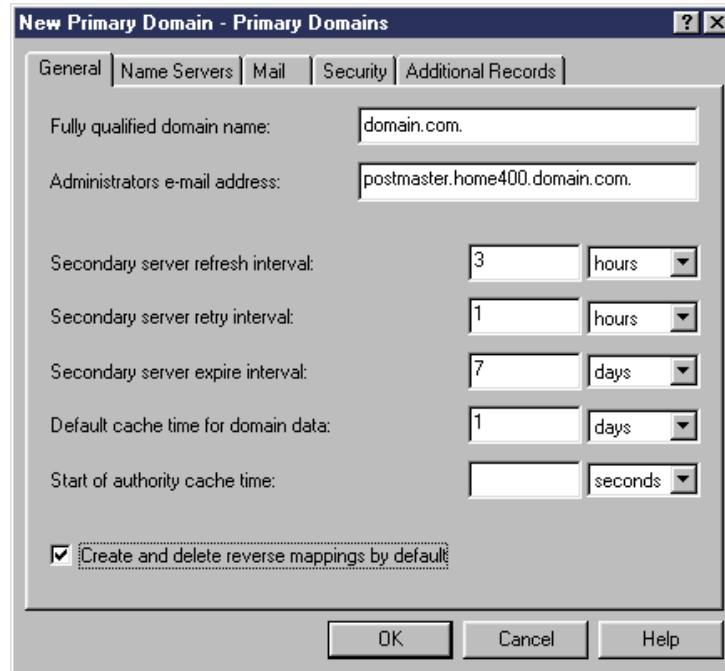 New Primary Domain - Primary Domains
General Name Servers Mail Security Additional Records
Fully qualified domain name: domain.com.
Administrators e-mail address: postmaster.home400.domain.com.
Secondary server refresh interval: 3 hours
Secondary server retry interval: 1 hours
Secondary server expire interval: 7 days
Default cache time for domain data: 1 days
Start of authority cache time: seconds
Create and delete reverse mappings by default
OK Cancel Help